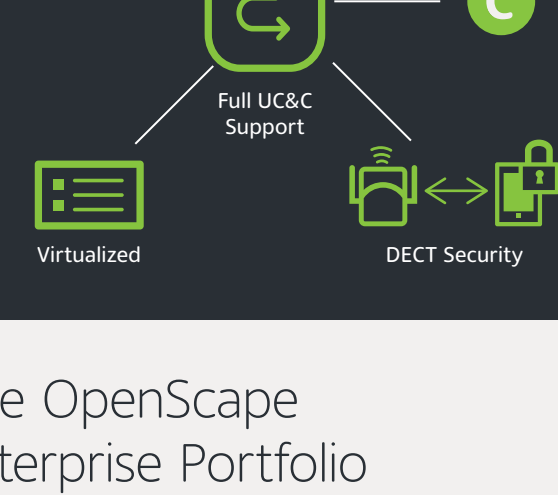 C
Full UC&C
Support
Virtualized
DECT Security
e OpenScape
terprise Portfolio